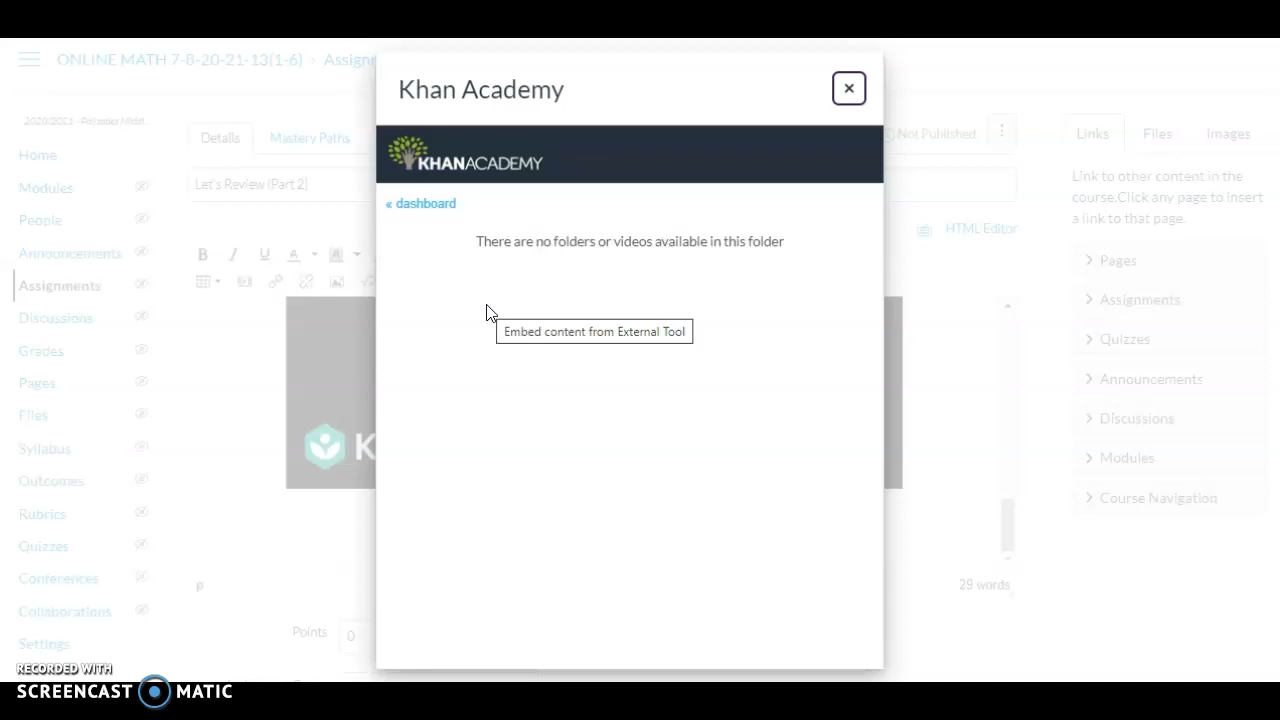 ONLINE MATH 7-8-20-21-13(1-6) › Assign
Khan Academy
×
2020/2021 -
Home
Modules
People
Announcements
Assignments
Discussions
Grades
Pages
Files
Syllabus
Outcomes
Rubrics
Quizzes
Conferences
Collaborations
Settings
Details
Mastery Paths
Not Published
Let's Review (Part 2)
HTML Editor
B I U A A
KHANACADEMY
« dashboard
There are no folders or videos available in this folder
Embed content from External Tool
K
p
29 words
Points
0
Links
Files
Images
Link to other content in the
course.Click any page to insert
a link to that page.
Pages
Assignments
Quizzes
Announcements
Discussions
Modules
Course Navigation
RECORDED WITH
SCREENCAST MATIC